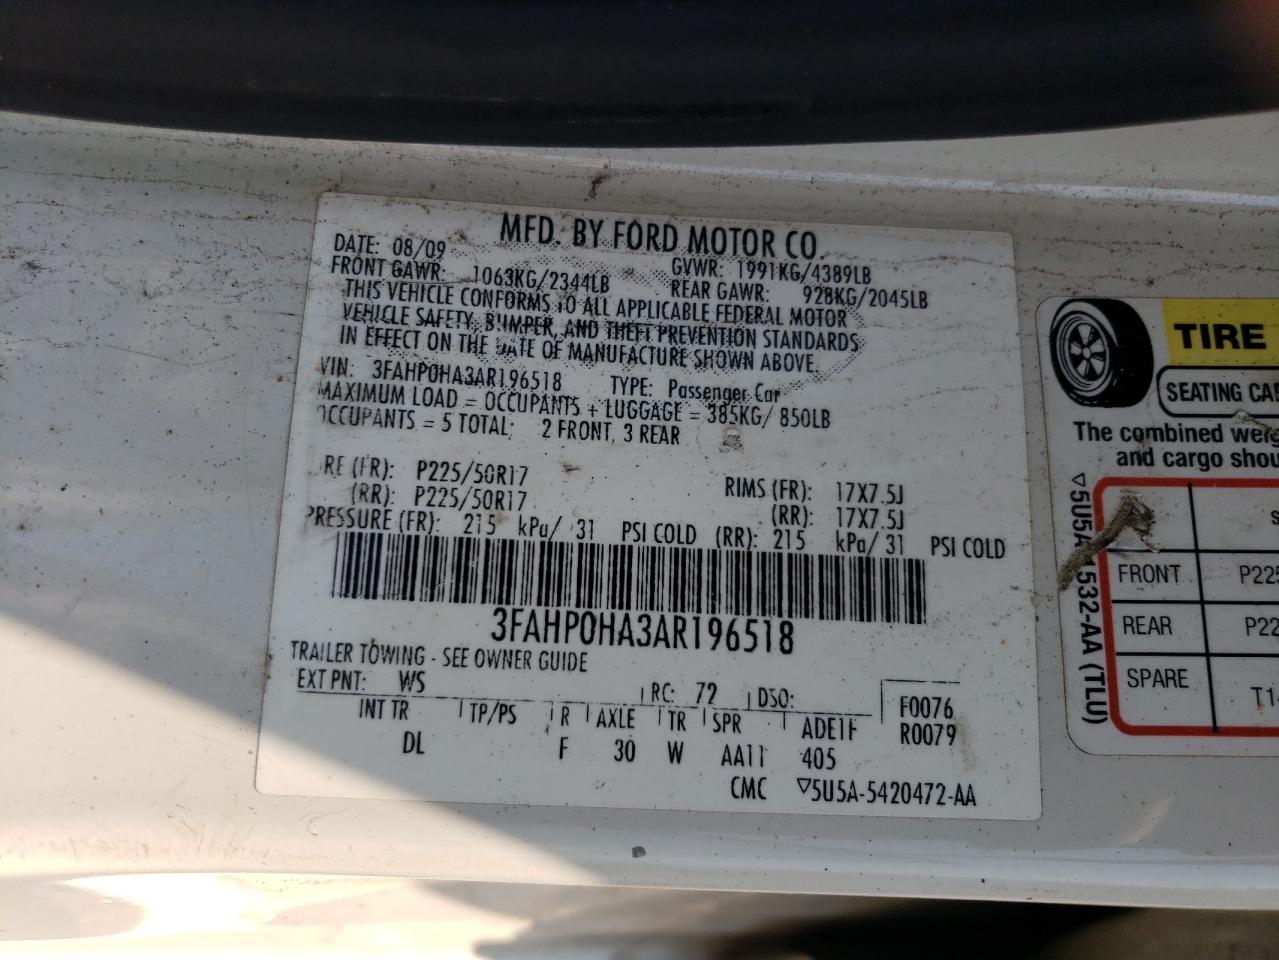 MFD. BY FORD MOTOR CO.
DATE: 08/09 GVWR: 1991KG/4389LB
FRONT GAWR: 1063KG/2344LB REAR GAWR: 928KG/2045LB
THIS VEHICLE CONFORMS TO ALL APPLICABLE FEDERAL MOTOR
VEHICLE SAFETY, BUMPER, AND THEFT PREVENTION STANDARDS
IN EFFECT ON THE DATE OF MANUFACTURE SHOWN ABOVE.
VIN: 3FAHP0HA3AR196518 TYPE: Passenger Car
MAXIMUM LOAD = OCCUPANTS + LUGGAGE = 385KG/ 850LB
OCCUPANTS = 5 TOTAL: 2 FRONT, 3 REAR
RE (FR): P225/50R17 RIMS (FR): 17X7.5J
(RR): P225/50R17 (RR): 17X7.5J
PRESSURE (FR): 215 kPa/ 31 PSI COLD (RR): 215 kPa/ 31 PSI COLD
3FAHP0HA3AR196518
TRAILER TOWING - SEE OWNER GUIDE
EXT PNT: WS RC: 72 DSO: F0076
INT TR TP/PS R AXLE TR SPR ADE1F R0079
DL F 30 W AA11 405
CMC ▽5U5A-5420472-AA
TIRE
SEATING CA
The combined weig
and cargo shou
FRONT P225
REAR P22
SPARE T1